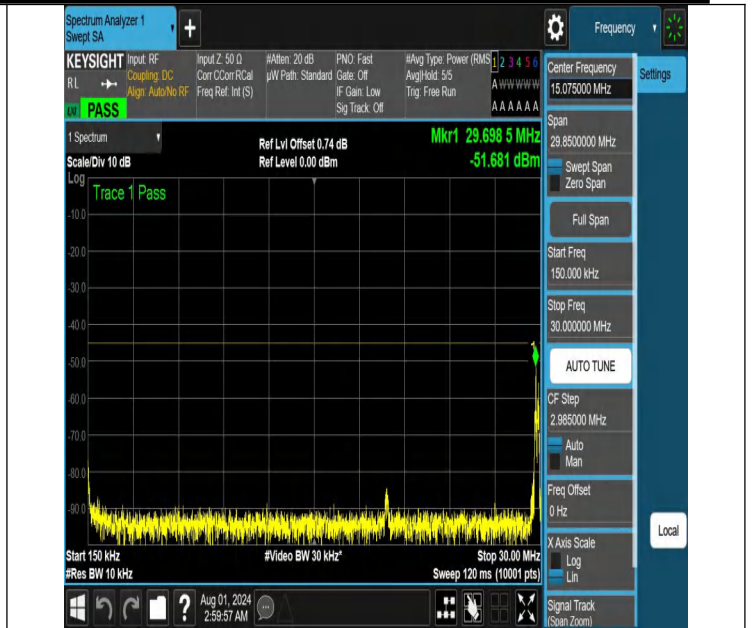 Spectrum Analyzer 1
Swept SA
+
Frequency
KEYSIGHT
RL
PASS
Input: RF
Coupling: DC
Align: Auto/No RF
Input Z: 50 Ω
Corr CCorr RCal
Freq Ref: Int (S)
#Atten: 20 dB
µW Path: Standard
PNO: Fast
Gate: Off
IF Gain: Low
Sig Track: Off
#Avg Type: Power (RMS
Avg|Hold: 5/5
Trig: Free Run
1 2 3 4 5 6
A W W W W W
A A A A A A
Center Frequency
15.075000 MHz
Settings
Span
29.8500000 MHz
Swept Span
Zero Span
Full Span
Start Freq
150.000 kHz
Stop Freq
30.000000 MHz
AUTO TUNE
CF Step
2.985000 MHz
Auto
Man
Freq Offset
0 Hz
X Axis Scale
Log
Lin
Signal Track
(Span Zoom)
Local
1 Spectrum
Scale/Div 10 dB
Ref Lvl Offset 0.74 dB
Ref Level 0.00 dBm
Mkr1 29.698 5 MHz
-51.681 dBm
Log
Trace 1 Pass
-10.0
-20.0
-30.0
-40.0
-50.0
-60.0
-70.0
-80.0
-90.0
Start 150 kHz
#Res BW 10 kHz
#Video BW 30 kHz*
Stop 30.00 MHz
Sweep 120 ms (10001 pts)
?
Aug 01, 2024
2:59:57 AM